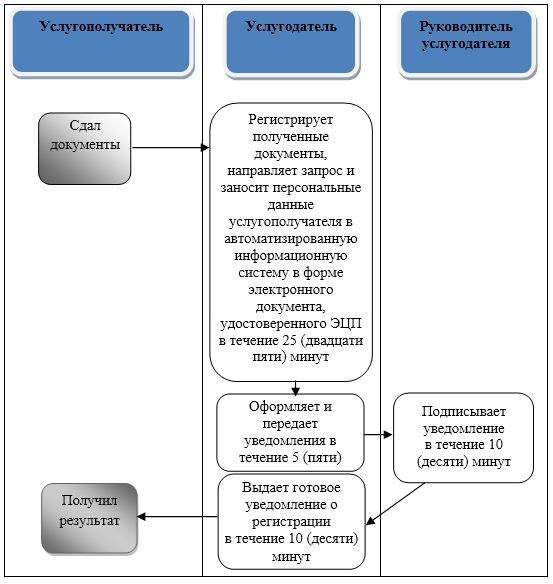 Услугополучатель
Услугодатель
Руководитель
услугодателя
Сдал
документы
Регистрирует
полученные
документы,
направляет запрос и
заносит персональные
данные
услугополучателя в
автоматизированную
информационную
систему в форме
электронного
документа,
удостоверенного ЭЦП
в течение 25 (двадцати
пяти) минут
Оформляет и
передает
уведомления в
течение 5 (пяти)
Подписывает
уведомление
в течение 10
(десяти) минут
Выдает готовое
уведомление о
регистрации
в течение 10 (десяти)
минут
Получил
результат